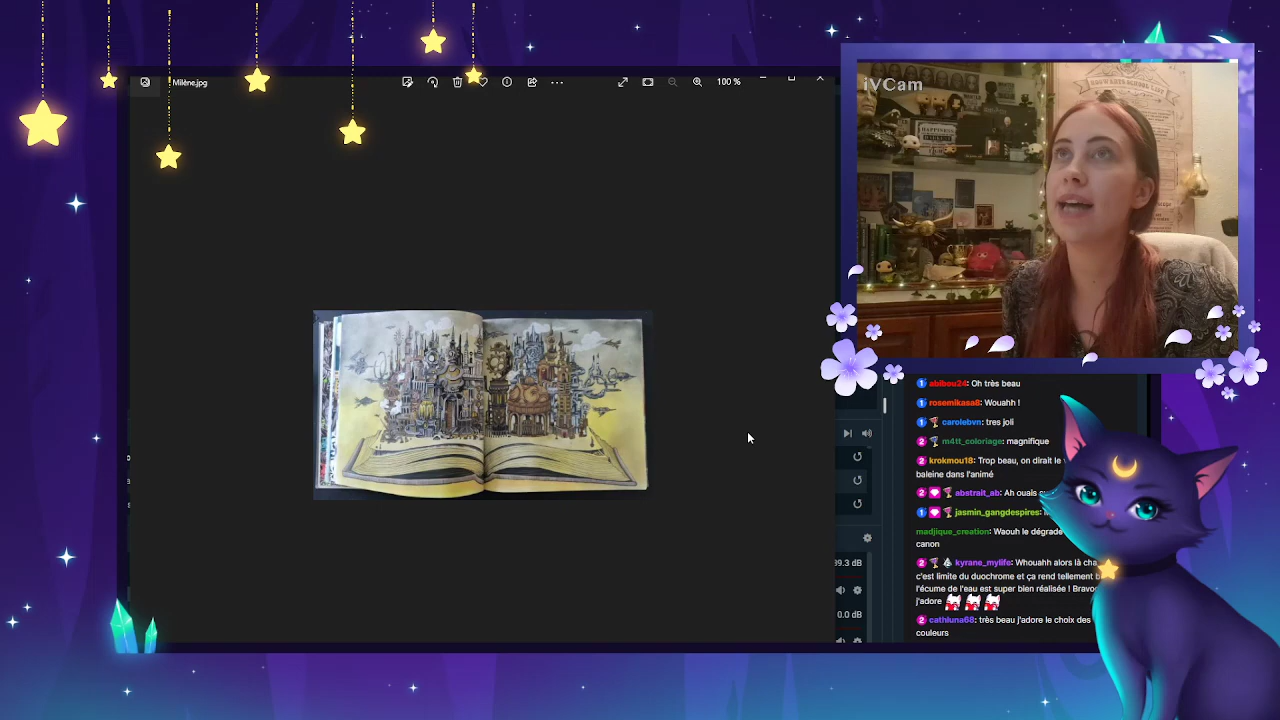 Milène.jpg
100 %
iVCam
HAPPINESS
abibou24: Oh très beau
rosemikasa8: Wouahh !
carolebvn: tres joli
m4tt_coloriage: magnifique
krokmou18: Trop beau, on dirait le
baleine dans l'animé
abstrait_ab: Ah ouais
jasmin_gangdespires:
madjique_creation: Waouh le dégrade
canon
kyrane_mylife: Whouahh alors là
c'est limite du duochrome et ça rend tellement
l'écume de l'eau est super bien réalisée ! Bravo
j'adore
cathluna68: très beau j'adore le choix des
couleurs
39.3 dB
0.0 dB